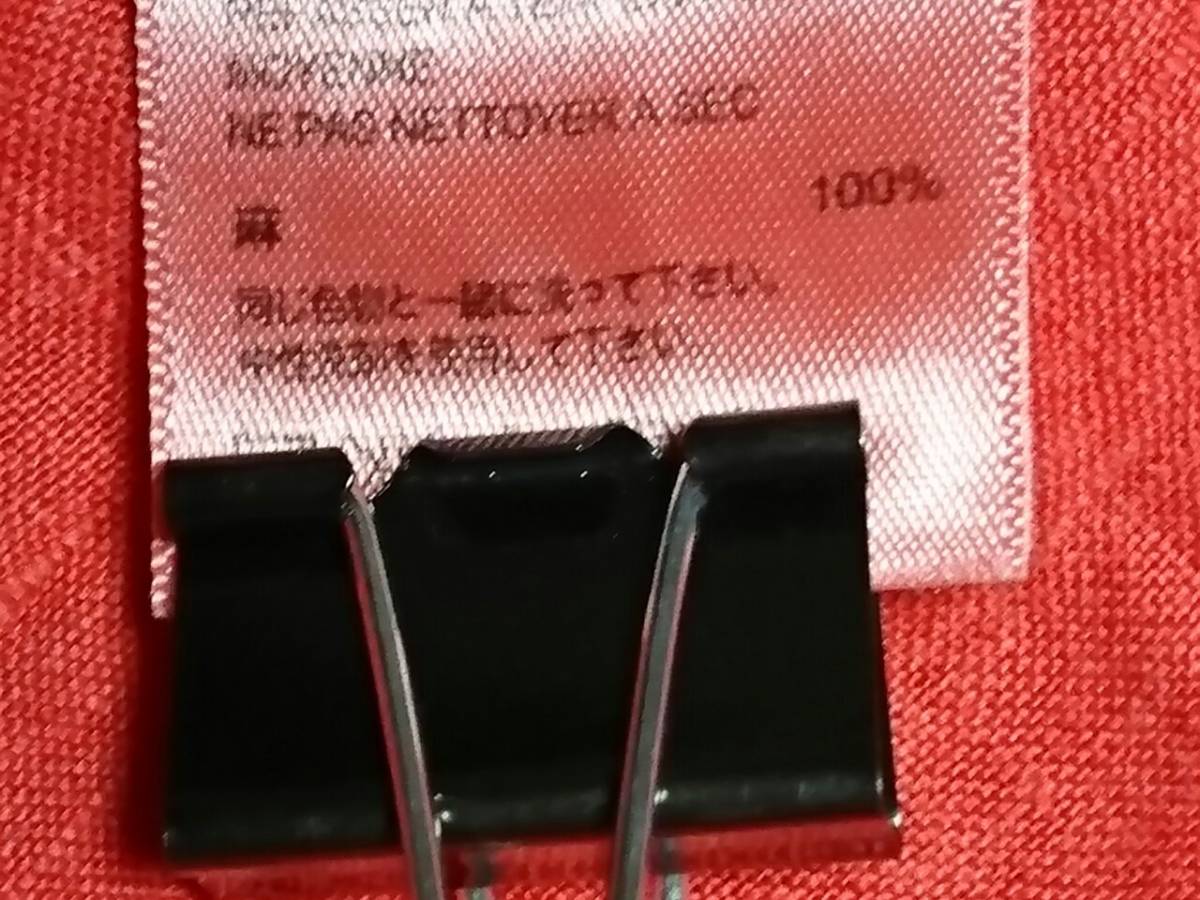 MOYENNE
NE PAS NETTOYER A SEC
麻 100%
同じ色物と一緒に洗って下さい。
中性洗剤を使用して下さい